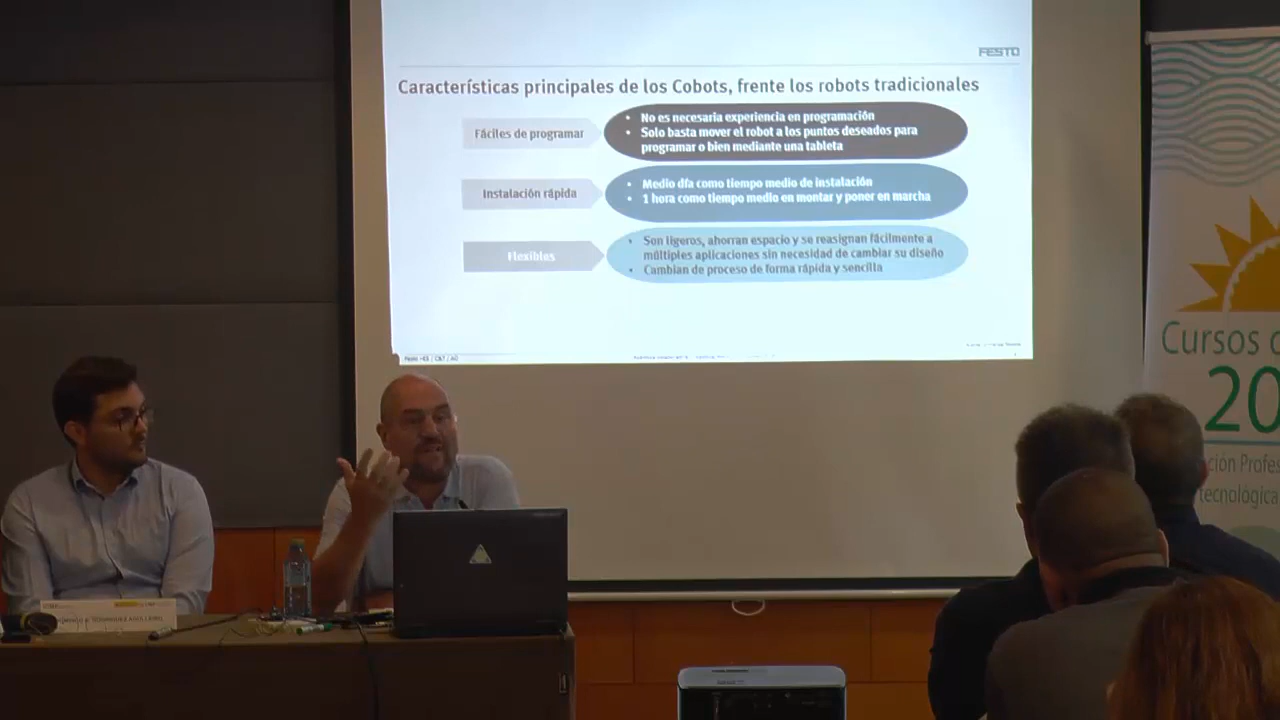 FESTO
Características principales de los Cobots, frente los robots tradicionales
Fáciles de programar
• No es necesaria experiencia en programación
• Solo basta mover el robot a los puntos deseados para
programar o bien mediante una tableta
Instalación rápida
• Medio día como tiempo medio de instalación
• 1 hora como tiempo medio en montar y poner en marcha
Flexibles
• Son ligeros, ahorran espacio y se reasignan fácilmente a
múltiples aplicaciones sin necesidad de cambiar su diseño
• Cambian de proceso de forma rápida y sencilla
Cursos d
20
ción Profes
tecnológica